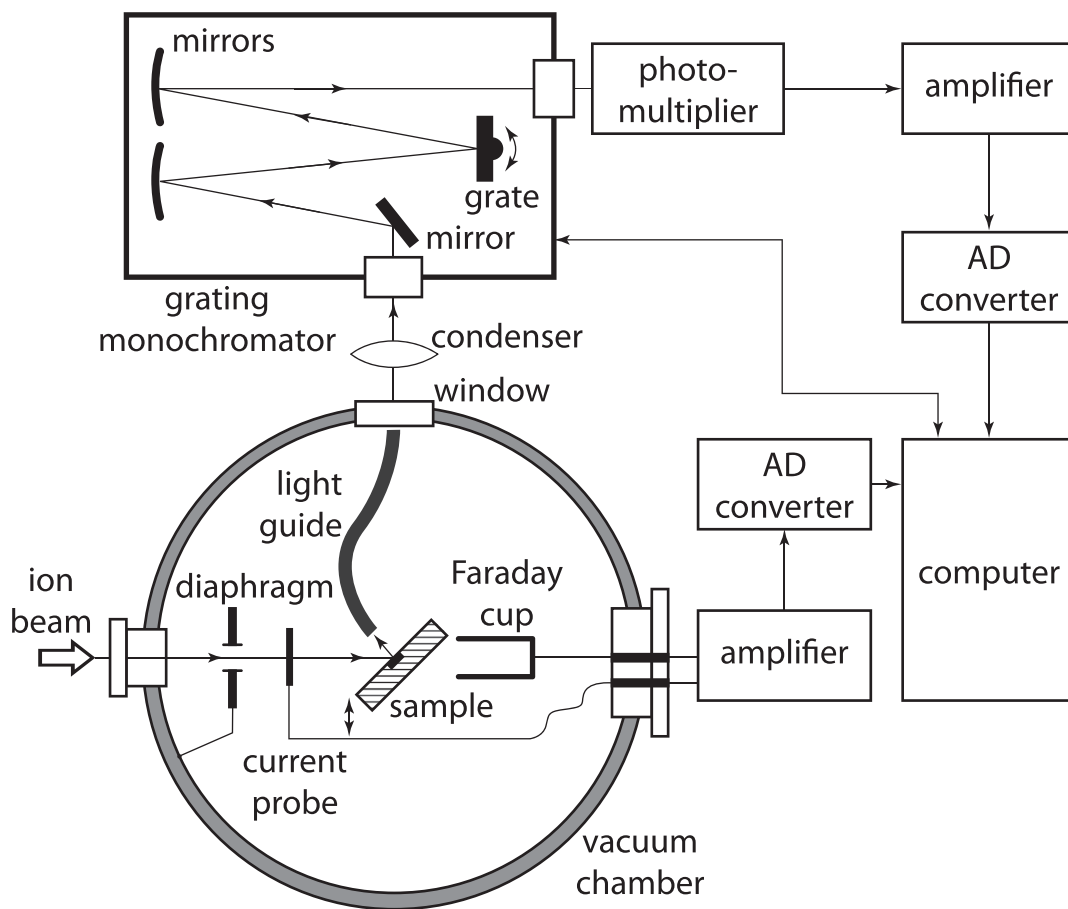 mirrors
photo-
multiplier
amplifier
grate
mirror
AD
converter
grating
monochromator
condenser
window
light
guide
AD
converter
ion
beam
diaphragm
Faraday
cup
computer
amplifier
sample
current
probe
vacuum
chamber